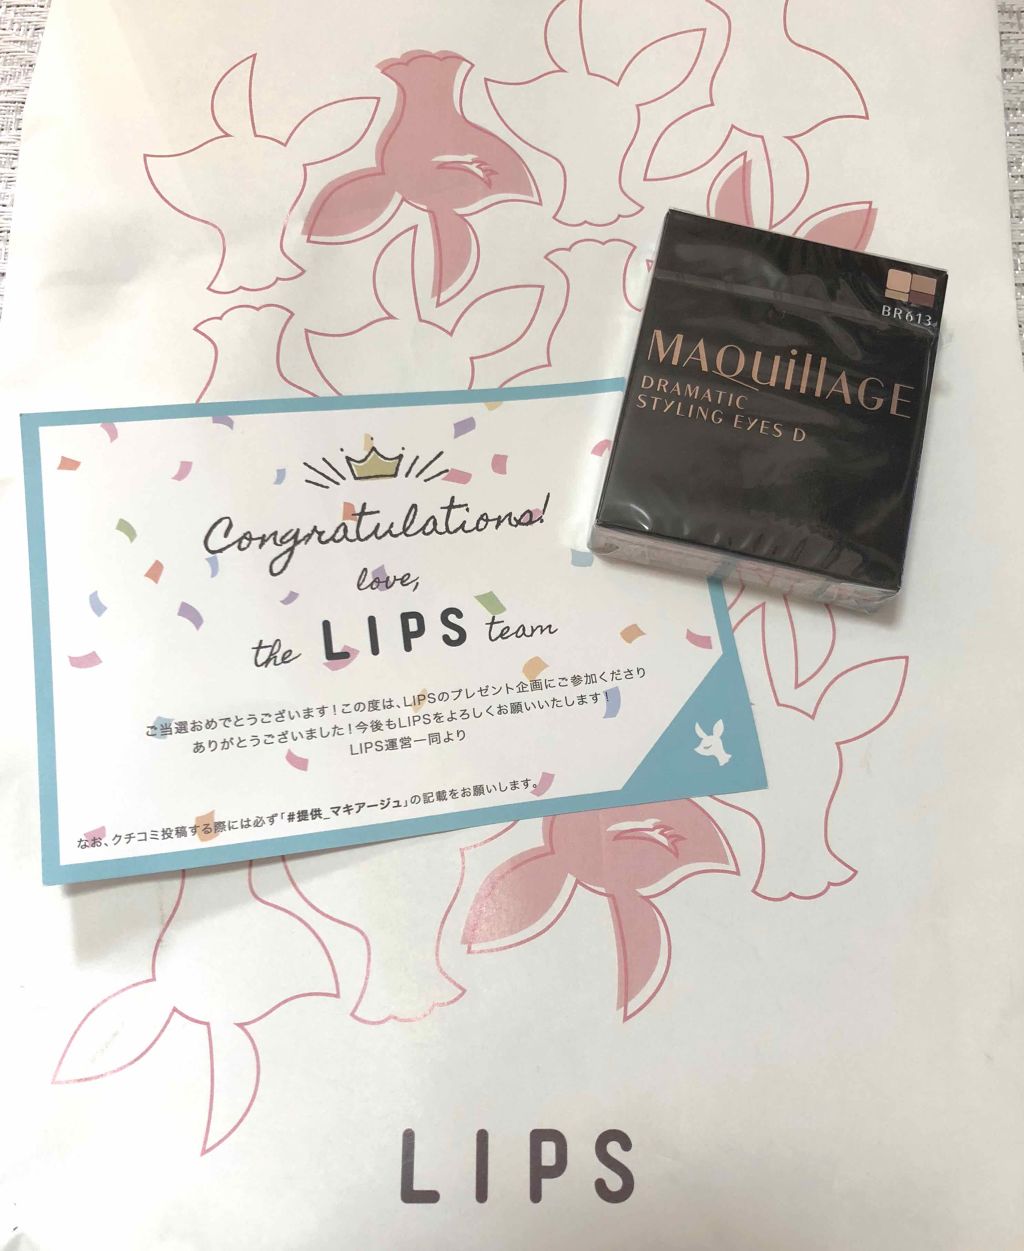 BR613
MAQuillAGE
DRAMATIC
STYLING EYES D
Congratulations!
love,
the LIPS team
ご当選おめでとうございます！この度は、LIPSのプレゼント企画にご参加くださり
ありがとうございました！今後もLIPSをよろしくお願いいたします！
LIPS運営一同より
なお、クチコミ投稿する際には必ず「#提供_マキアージュ」の記載をお願いします。
LIPS